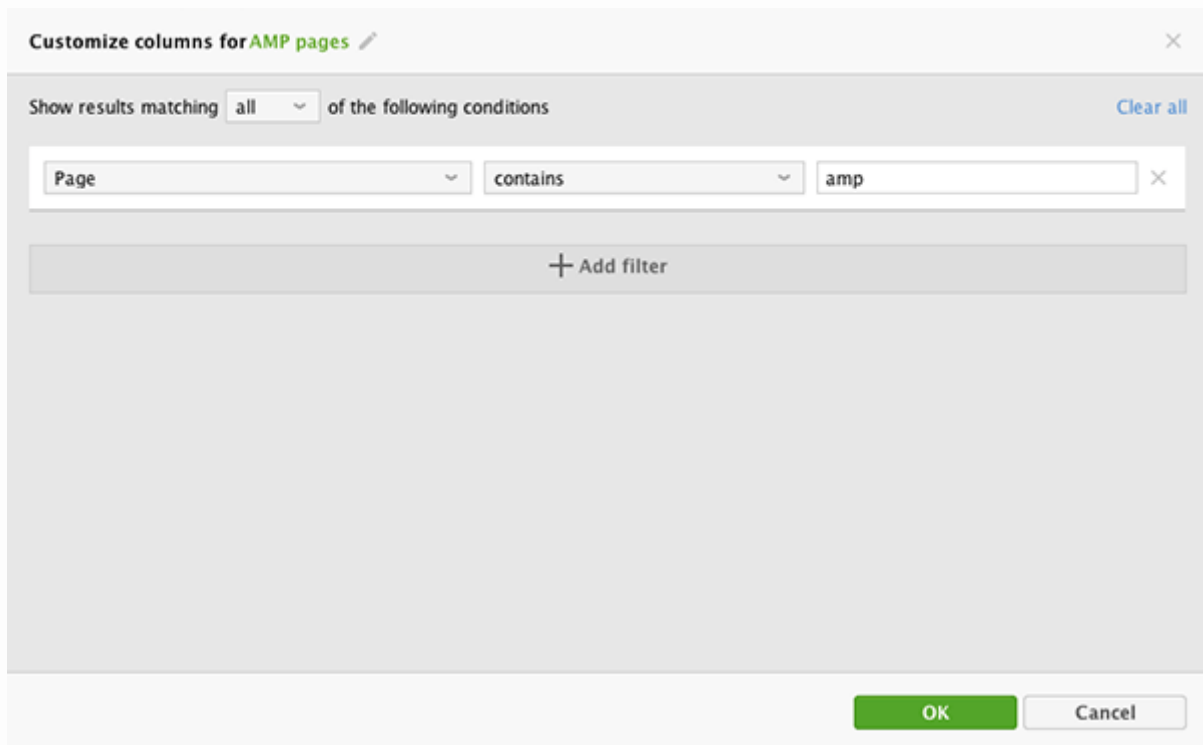 Customize columns for AMP pages
Show results matching all of the following conditions Clear all
Page contains amp
Add filter
OK Cancel